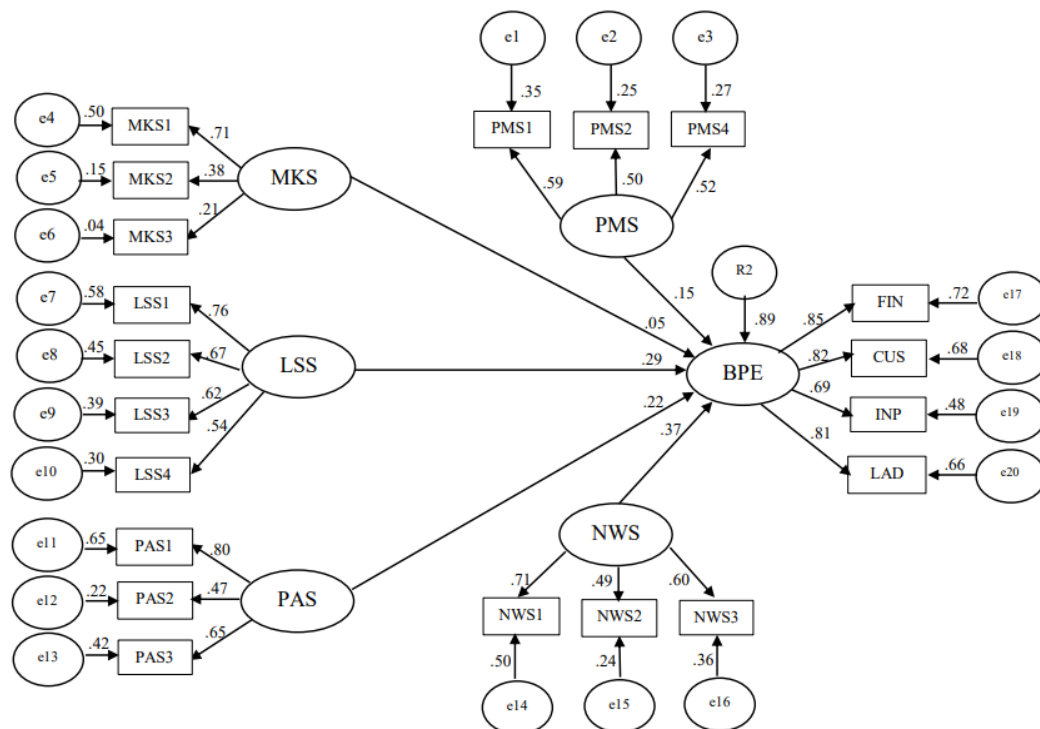 e1
e2
e3
.35
.25
.27
PMS1
PMS2
PMS4
.59
.50
.52
PMS
e4
.50
MKS1
.71
e5
.15
MKS2
.38
MKS
e6
.04
MKS3
.21
e7
.58
LSS1
.76
e8
.45
LSS2
.67
LSS
e9
.39
LSS3
.62
e10
.30
LSS4
.54
e11
.65
PAS1
.80
e12
.22
PAS2
.47
PAS
e13
.42
PAS3
.65
R2
.89
.15
.05
.29
.22
.37
BPE
.85
FIN
.72
e17
.82
CUS
.68
e18
.69
INP
.48
e19
.81
LAD
.66
e20
NWS
.71
.49
.60
NWS1
NWS2
NWS3
.50
.24
.36
e14
e15
e16